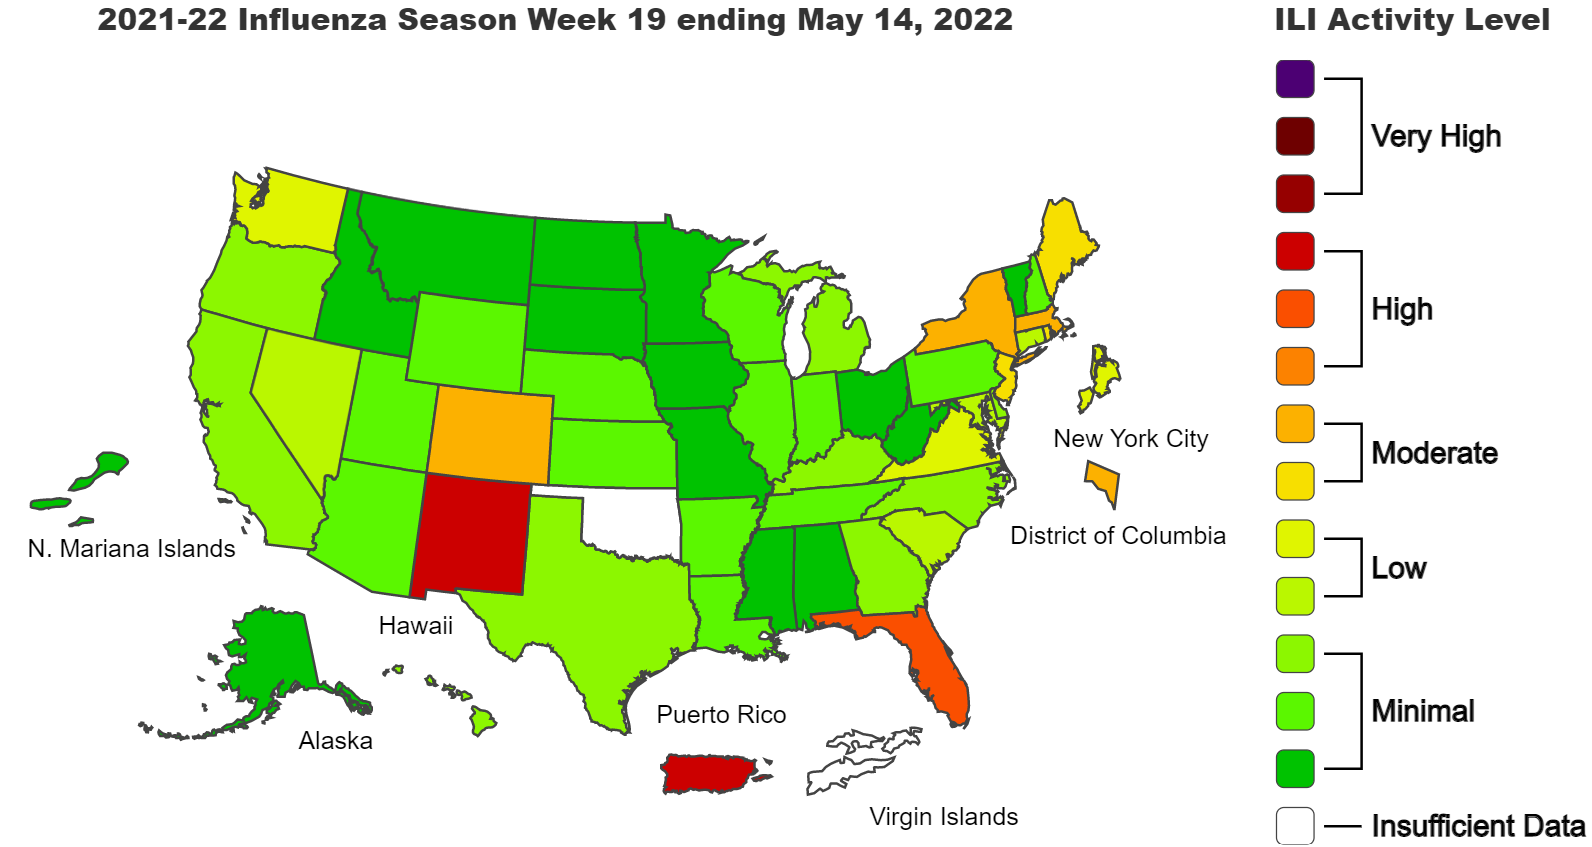 2021-22 Influenza Season Week 19 ending May 14, 2022
ILI Activity Level
Very High
High
Moderate
Low
Minimal
Insufficient Data
New York City
District of Columbia
N. Mariana Islands
Hawaii
Alaska
Puerto Rico
Virgin Islands